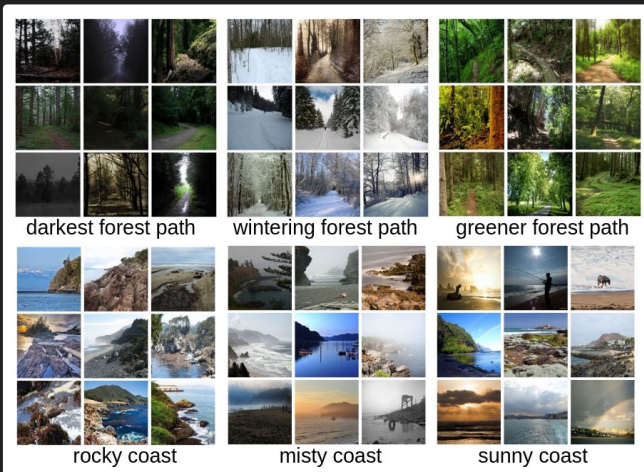 darkest forest path
wintering forest path
greener forest path
rocky coast
misty coast
sunny coast